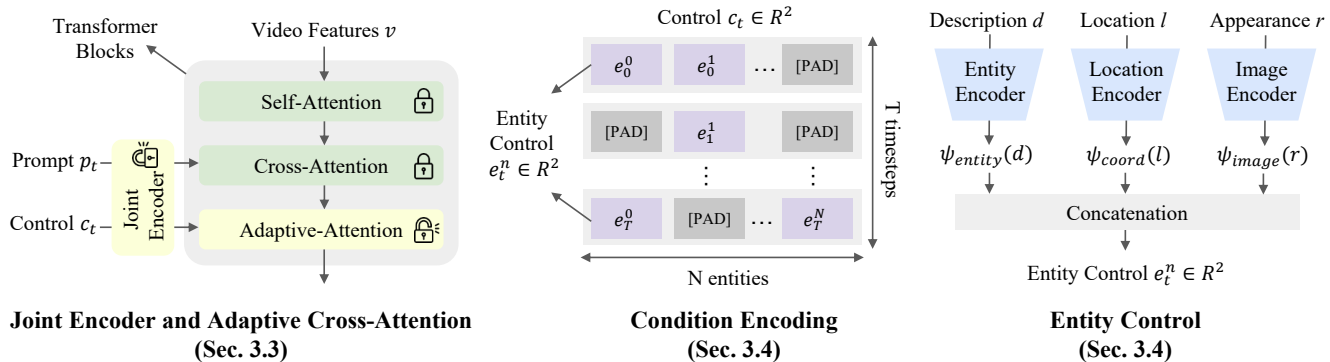 Transformer
Blocks
Video Features v
Self-Attention
Prompt p_t
Cross-Attention
Joint
Encoder
Control c_t
Adaptive-Attention
Joint Encoder and Adaptive Cross-Attention
(Sec. 3.3)
Control c_t ∈ R^2
e_0^0 e_0^1 ... [PAD]
Entity
Control
e_t^n ∈ R^2
[PAD] e_1^1 [PAD]
⋮ ⋮
e_T^0 [PAD] ... e_T^N
T timesteps
N entities
Condition Encoding
(Sec. 3.4)
Description d Location l Appearance r
Entity
Encoder
Location
Encoder
Image
Encoder
ψ_entity(d) ψ_coord(l) ψ_image(r)
Concatenation
Entity Control e_t^n ∈ R^2
Entity Control
(Sec. 3.4)